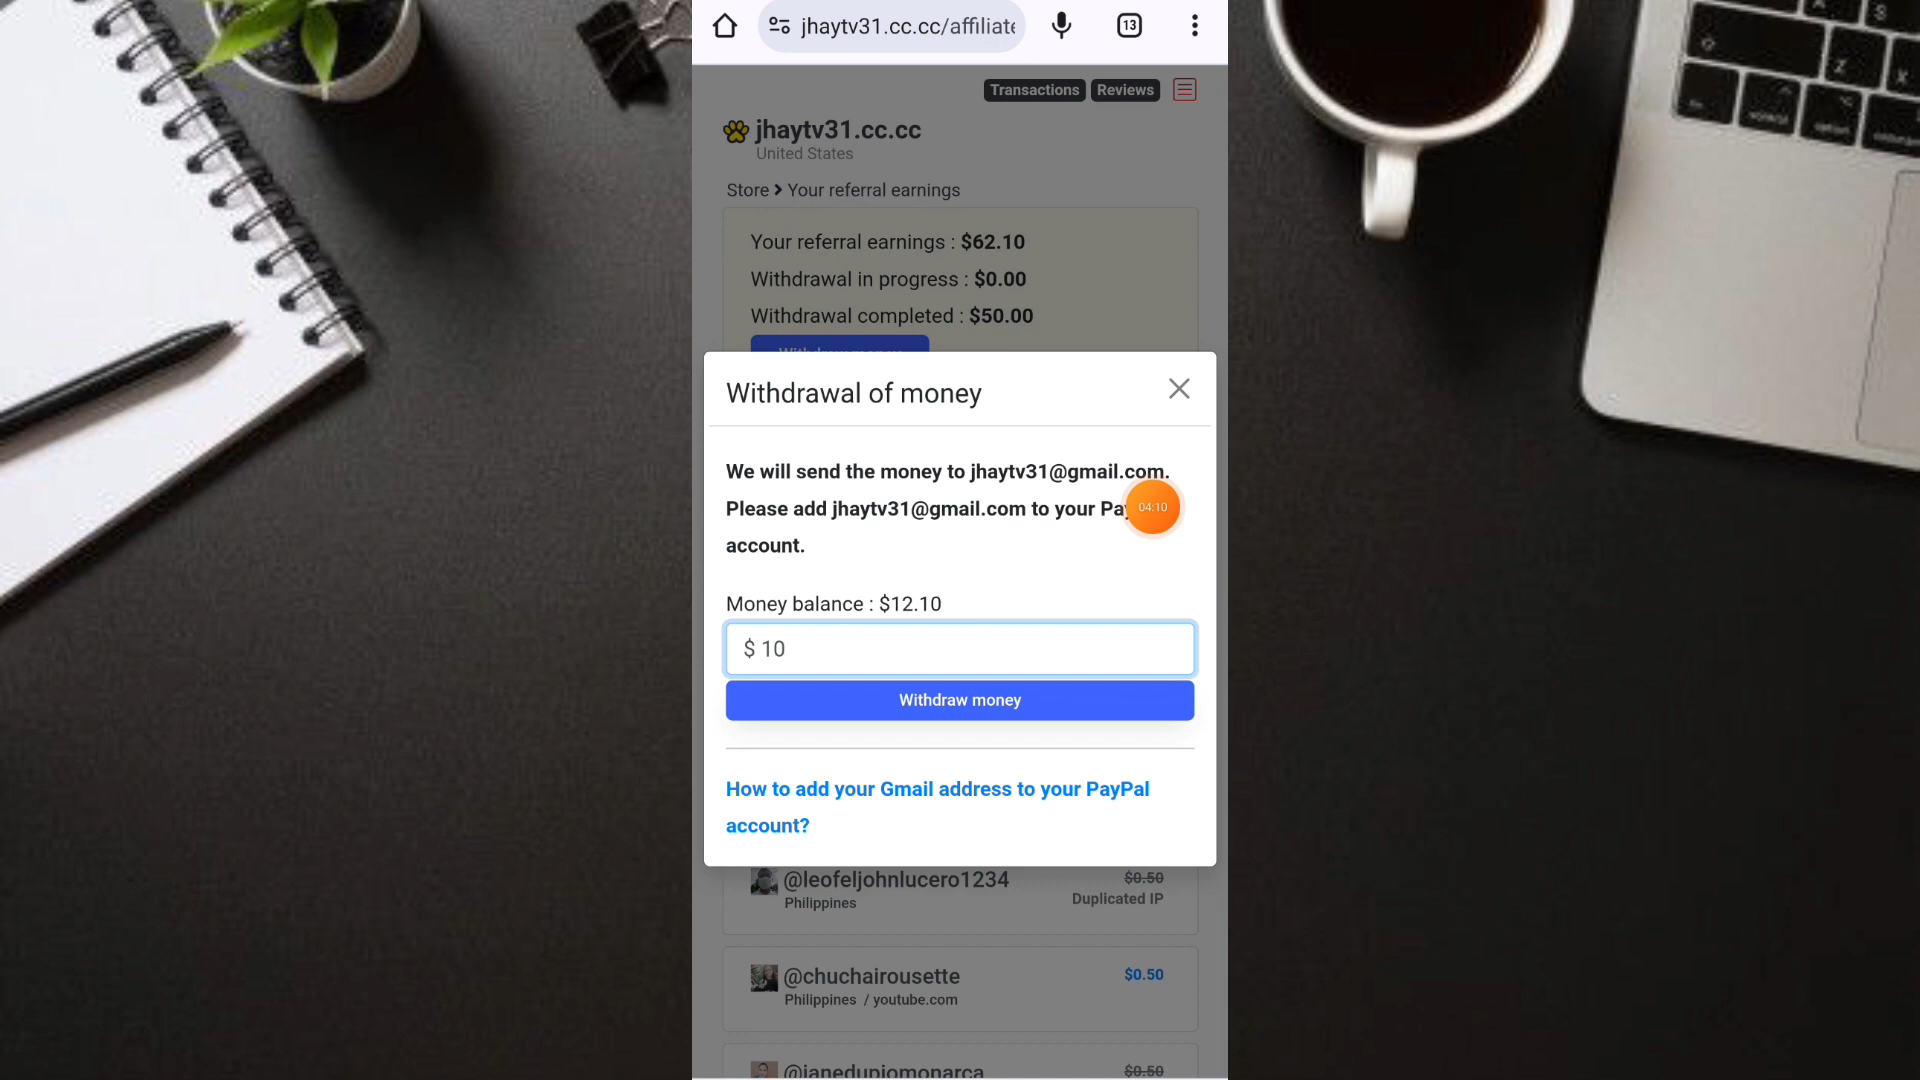 jhaytv31.cc.cc/affiliate
13
Transactions
Reviews
jhaytv31.cc.cc
United States
Store > Your referral earnings
Your referral earnings : $62.10
Withdrawal in progress : $0.00
Withdrawal completed : $50.00
Withdrawal of money
We will send the money to jhaytv31@gmail.com.
Please add jhaytv31@gmail.com to your Pay
account.
04:10
Money balance : $12.10
$ 10
Withdraw money
How to add your Gmail address to your PayPal
account?
@leofeljohnlucero1234
$0.50
Philippines
Duplicated IP
@chuchairousette
$0.50
Philippines / youtube.com
@janedupiomonarca
$0.50